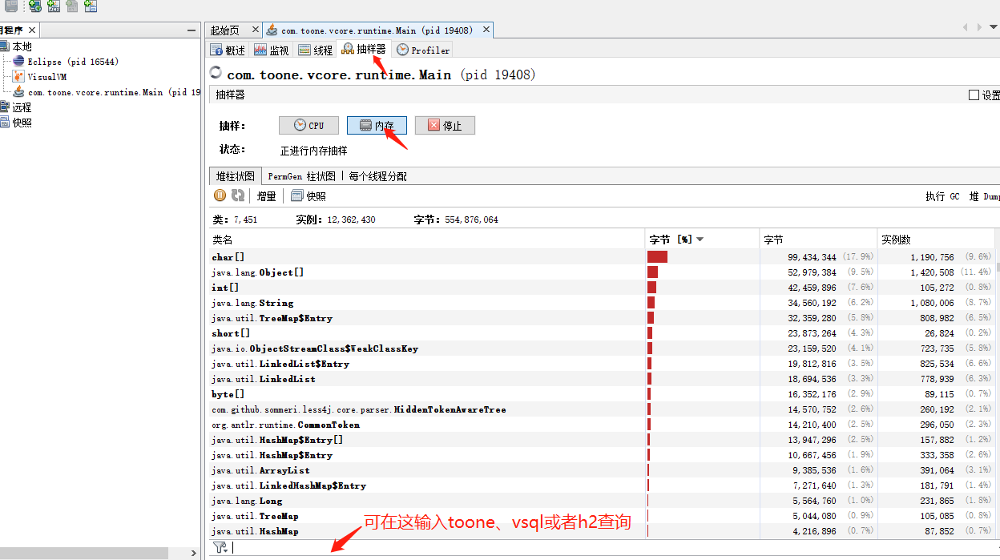 用程序
起始页
com.toone.vcore.runtime.Main (pid 19408)
本地
Eclipse (pid 16544)
VisualVM
com.toone.vcore.runtime.Main (pid 19
远程
快照
概述 监视 线程 抽样器 Profiler
com.toone.vcore.runtime.Main (pid 19408)
抽样器 设置
抽样: CPU 内存 停止
状态: 正进行内存抽样
堆柱状图 PermGen 柱状图 每个线程分配
增量 快照 执行 GC 堆 Dump
类: 7,451 实例: 12,362,430 字节: 554,876,064
类名 字节 [%] 字节 实例数
char[] 99,434,344 (17.9%) 1,190,756 (9.6%)
java.lang.Object[] 52,979,384 (9.5%) 1,420,508 (11.4%)
int[] 42,459,896 (7.6%) 105,272 (0.8%)
java.lang.String 34,560,192 (6.2%) 1,080,006 (8.7%)
java.util.TreeMap$Entry 32,359,280 (5.8%) 808,982 (6.5%)
short[] 23,873,264 (4.3%) 26,824 (0.2%)
java.io.ObjectStreamClass$WeakClassKey 23,159,520 (4.1%) 723,735 (5.8%)
java.util.LinkedList$Entry 19,812,816 (3.5%) 825,534 (6.6%)
java.util.LinkedList 18,694,536 (3.3%) 778,939 (6.3%)
byte[] 16,352,176 (2.9%) 89,115 (0.7%)
com.github.sommeri.less4j.core.parser.HiddenTokenAwareTree 14,570,752 (2.6%) 260,192 (2.1%)
org.antlr.runtime.CommonToken 14,210,400 (2.5%) 296,050 (2.3%)
java.util.HashMap$Entry[] 13,947,296 (2.5%) 157,882 (1.2%)
java.util.HashMap$Entry 10,667,456 (1.9%) 333,358 (2.6%)
java.util.ArrayList 9,385,536 (1.6%) 391,064 (3.1%)
java.util.LinkedHashMap$Entry 7,271,640 (1.3%) 181,791 (1.4%)
java.lang.Long 5,564,760 (1.0%) 231,865 (1.8%)
java.util.TreeMap 5,044,080 (0.9%) 105,085 (0.8%)
java.util.HashMap 4,216,896 (0.7%) 87,852 (0.7%)
可在这输入toone、vsql或者h2查询